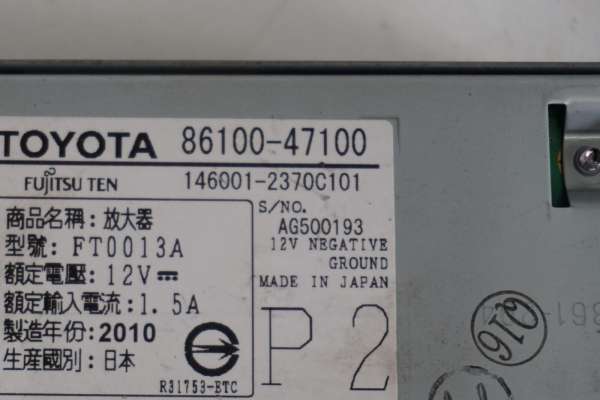 TOYOTA 86100-47100
FUJITSU TEN 146001-2370C101
S/NO.
AG500193
12V NEGATIVE
GROUND
MADE IN JAPAN
商品名稱：放大器
型號：FT0013A
額定電壓：12V
額定輸入電流：1.5A
製造年份：2010
生產國別：日本
R31753-ETC
P2